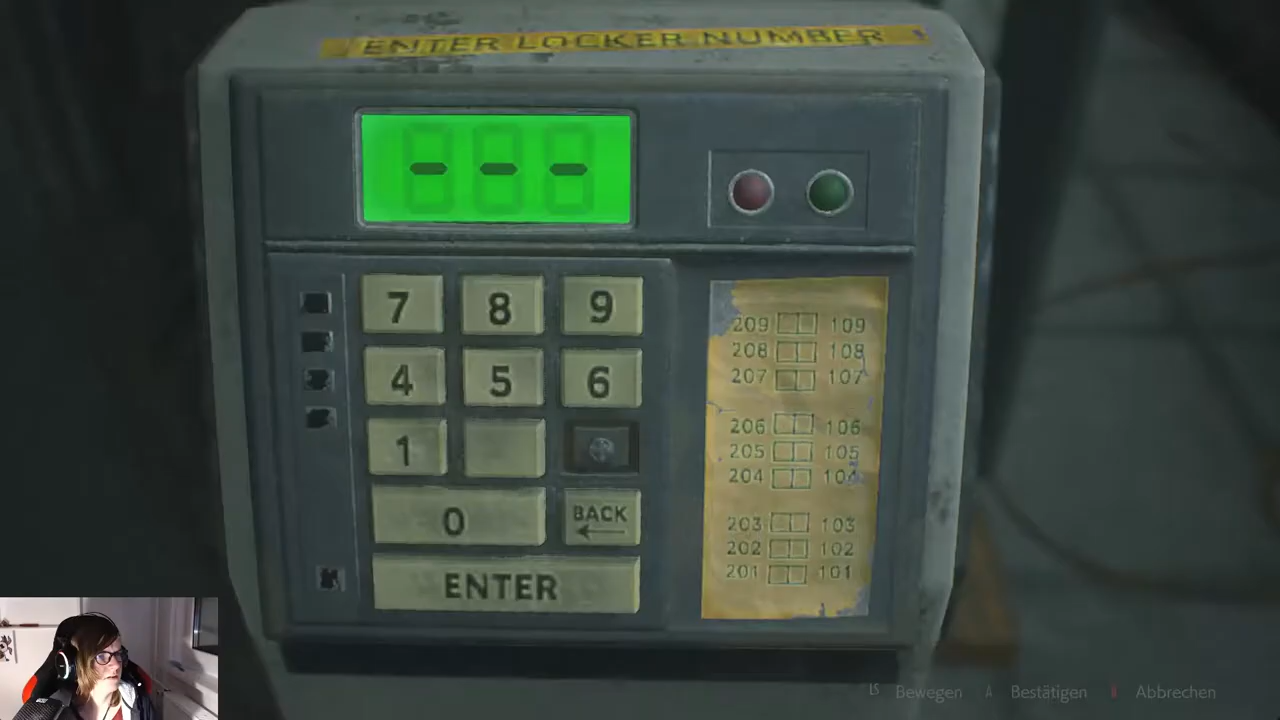 ENTER LOCKER NUMBER
- - -
7 8 9
4 5 6
1
0 BACK
ENTER
209 109
208 108
207 107
206 106
205 105
204 104
203 103
202 102
201 101
LS Bewegen A Bestätigen Abbrechen